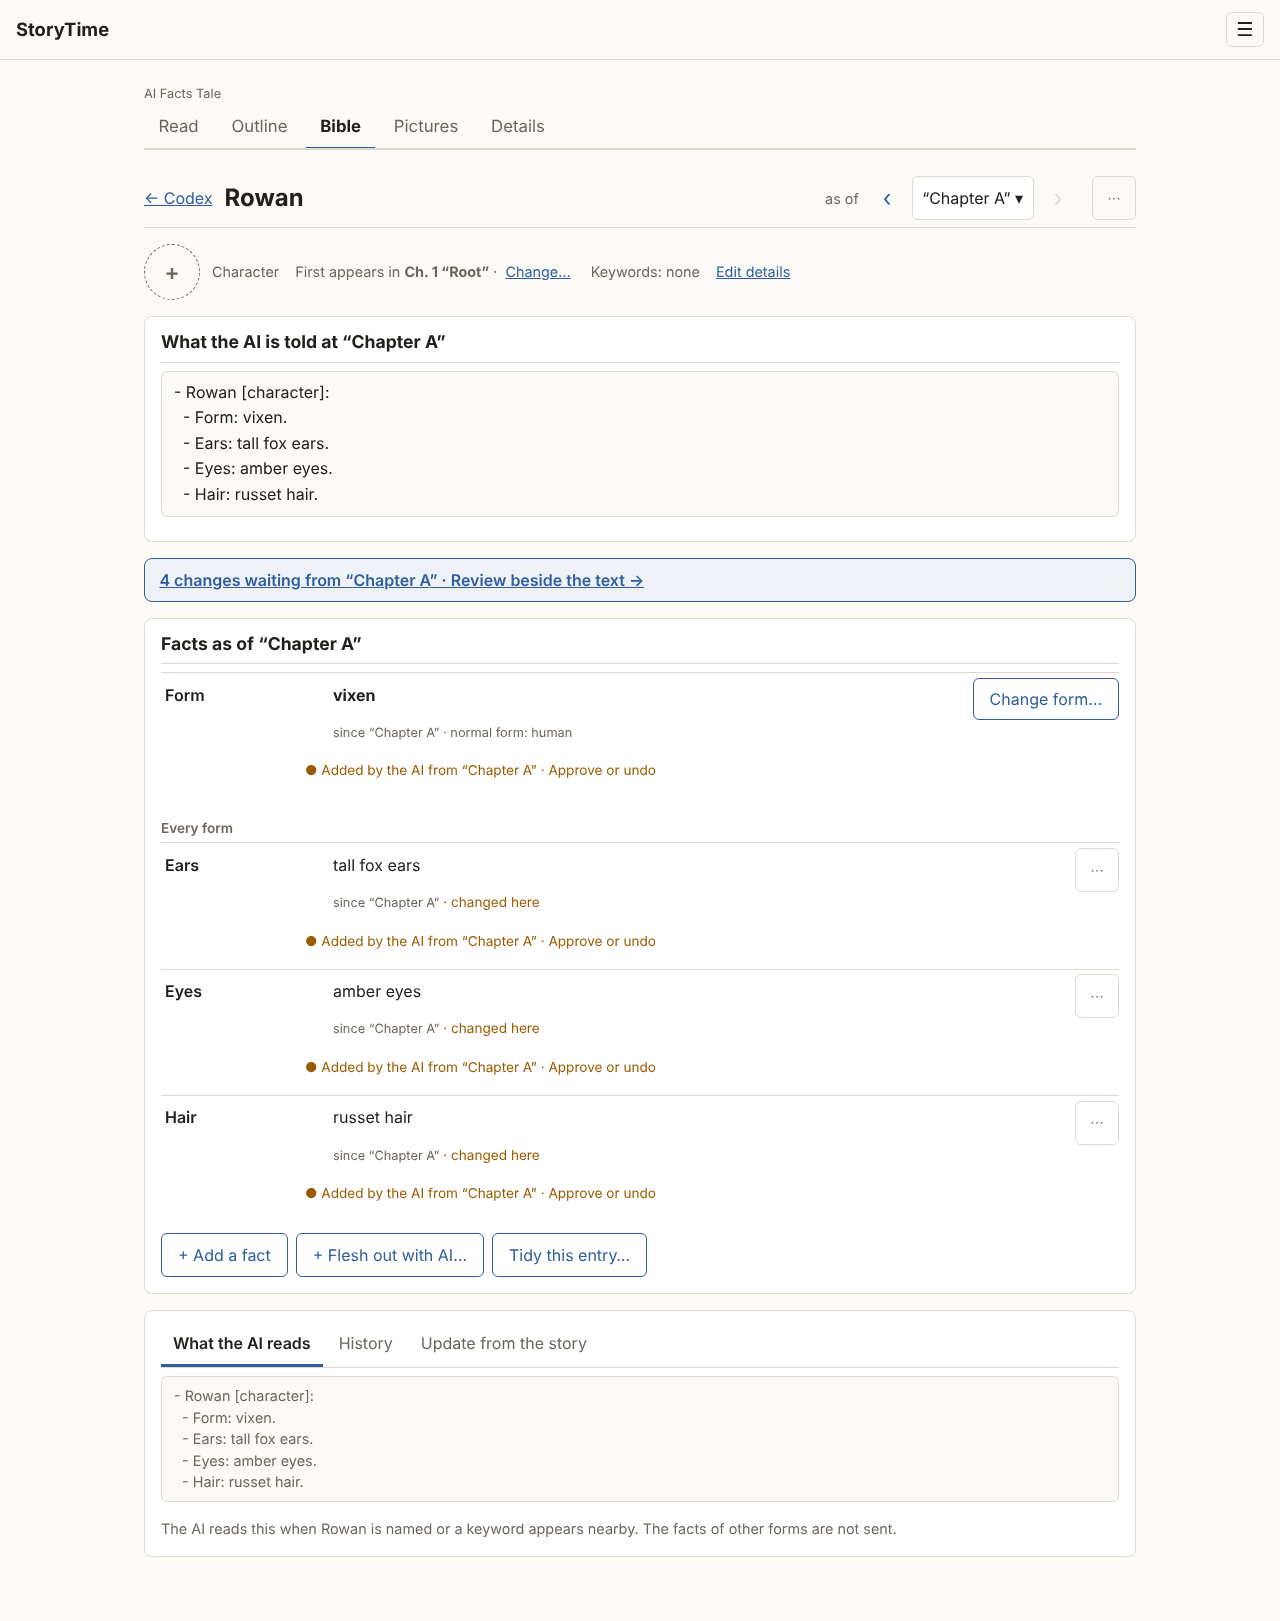 StoryTime
☰
AI Facts Tale
Read Outline Bible Pictures Details
← Codex Rowan as of ‹ “Chapter A” ▾ › ...
+ Character First appears in Ch. 1 “Root” · Change... Keywords: none Edit details
What the AI is told at “Chapter A”
- Rowan [character]:
- Form: vixen.
- Ears: tall fox ears.
- Eyes: amber eyes.
- Hair: russet hair.
4 changes waiting from “Chapter A” · Review beside the text →
Facts as of “Chapter A”
Form vixen Change form...
since “Chapter A” · normal form: human
● Added by the AI from “Chapter A” · Approve or undo
Every form
Ears tall fox ears ...
since “Chapter A” · changed here
● Added by the AI from “Chapter A” · Approve or undo
Eyes amber eyes ...
since “Chapter A” · changed here
● Added by the AI from “Chapter A” · Approve or undo
Hair russet hair ...
since “Chapter A” · changed here
● Added by the AI from “Chapter A” · Approve or undo
+ Add a fact + Flesh out with AI... Tidy this entry...
What the AI reads History Update from the story
- Rowan [character]:
- Form: vixen.
- Ears: tall fox ears.
- Eyes: amber eyes.
- Hair: russet hair.
The AI reads this when Rowan is named or a keyword appears nearby. The facts of other forms are not sent.